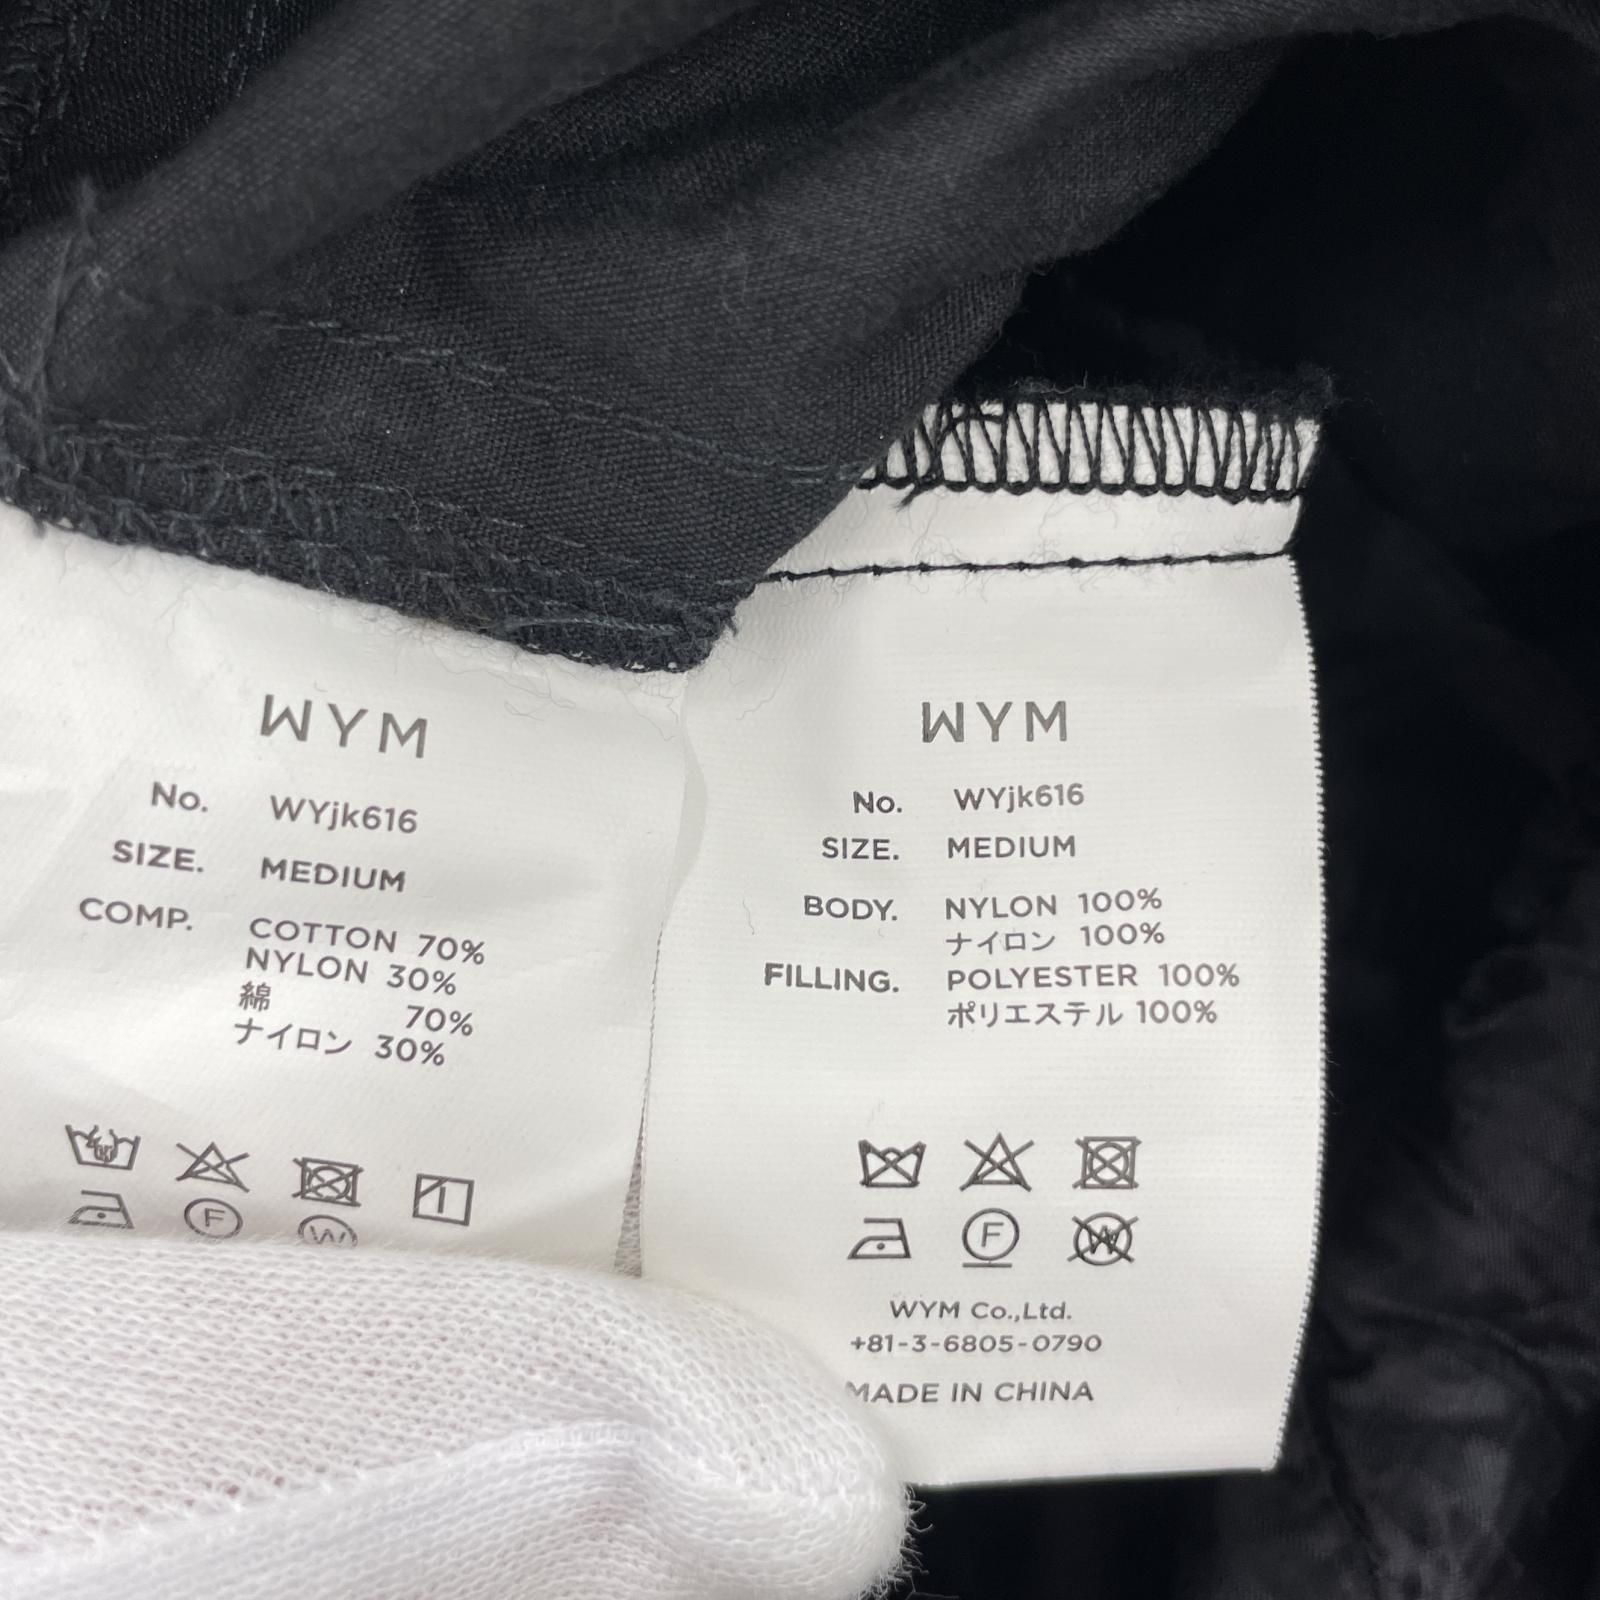 WYM
No. WYjk616
SIZE. MEDIUM
COMP. COTTON 70%
NYLON 30%
綿 70%
ナイロン 30%
F
W
WYM
No. WYjk616
SIZE. MEDIUM
BODY. NYLON 100%
ナイロン 100%
FILLING. POLYESTER 100%
ポリエステル 100%
F
W
WYM Co.,Ltd.
+81-3-6805-0790
MADE IN CHINA